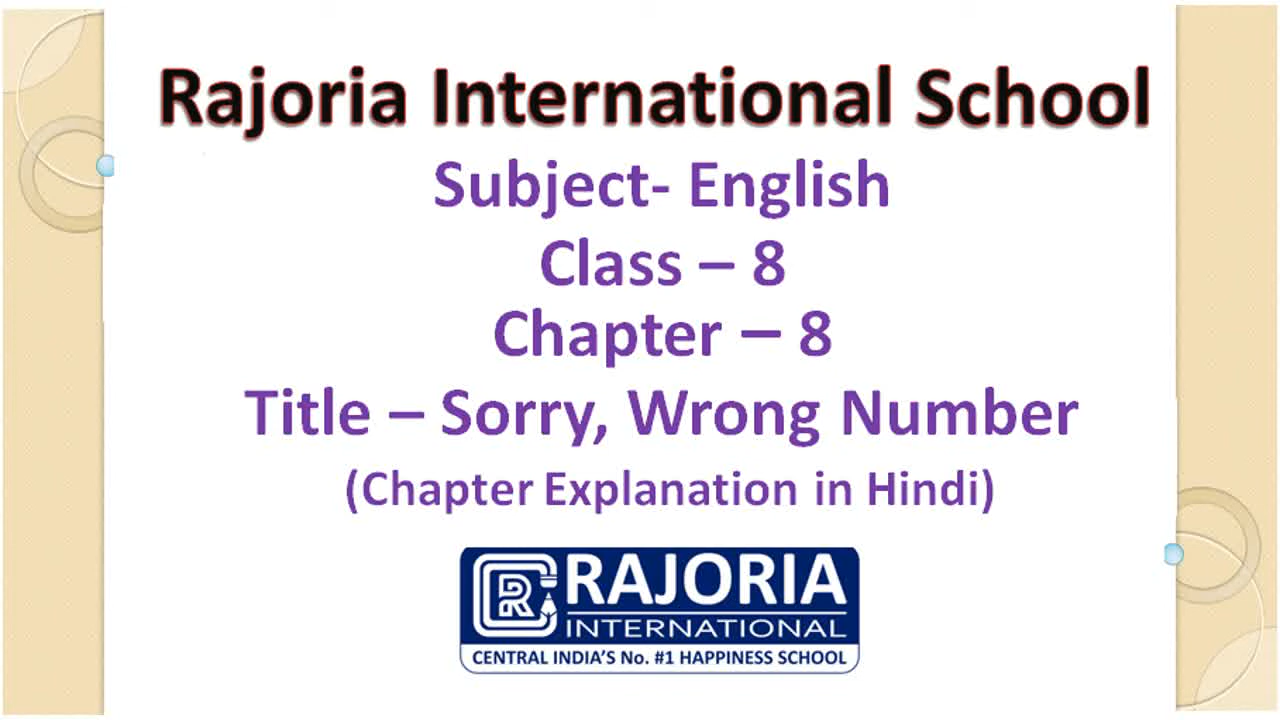 Rajoria International School
Subject- English
Class – 8
Chapter – 8
Title – Sorry, Wrong Number
(Chapter Explanation in Hindi)
RAJORIA
INTERNATIONAL
CENTRAL INDIA'S No. #1 HAPPINESS SCHOOL